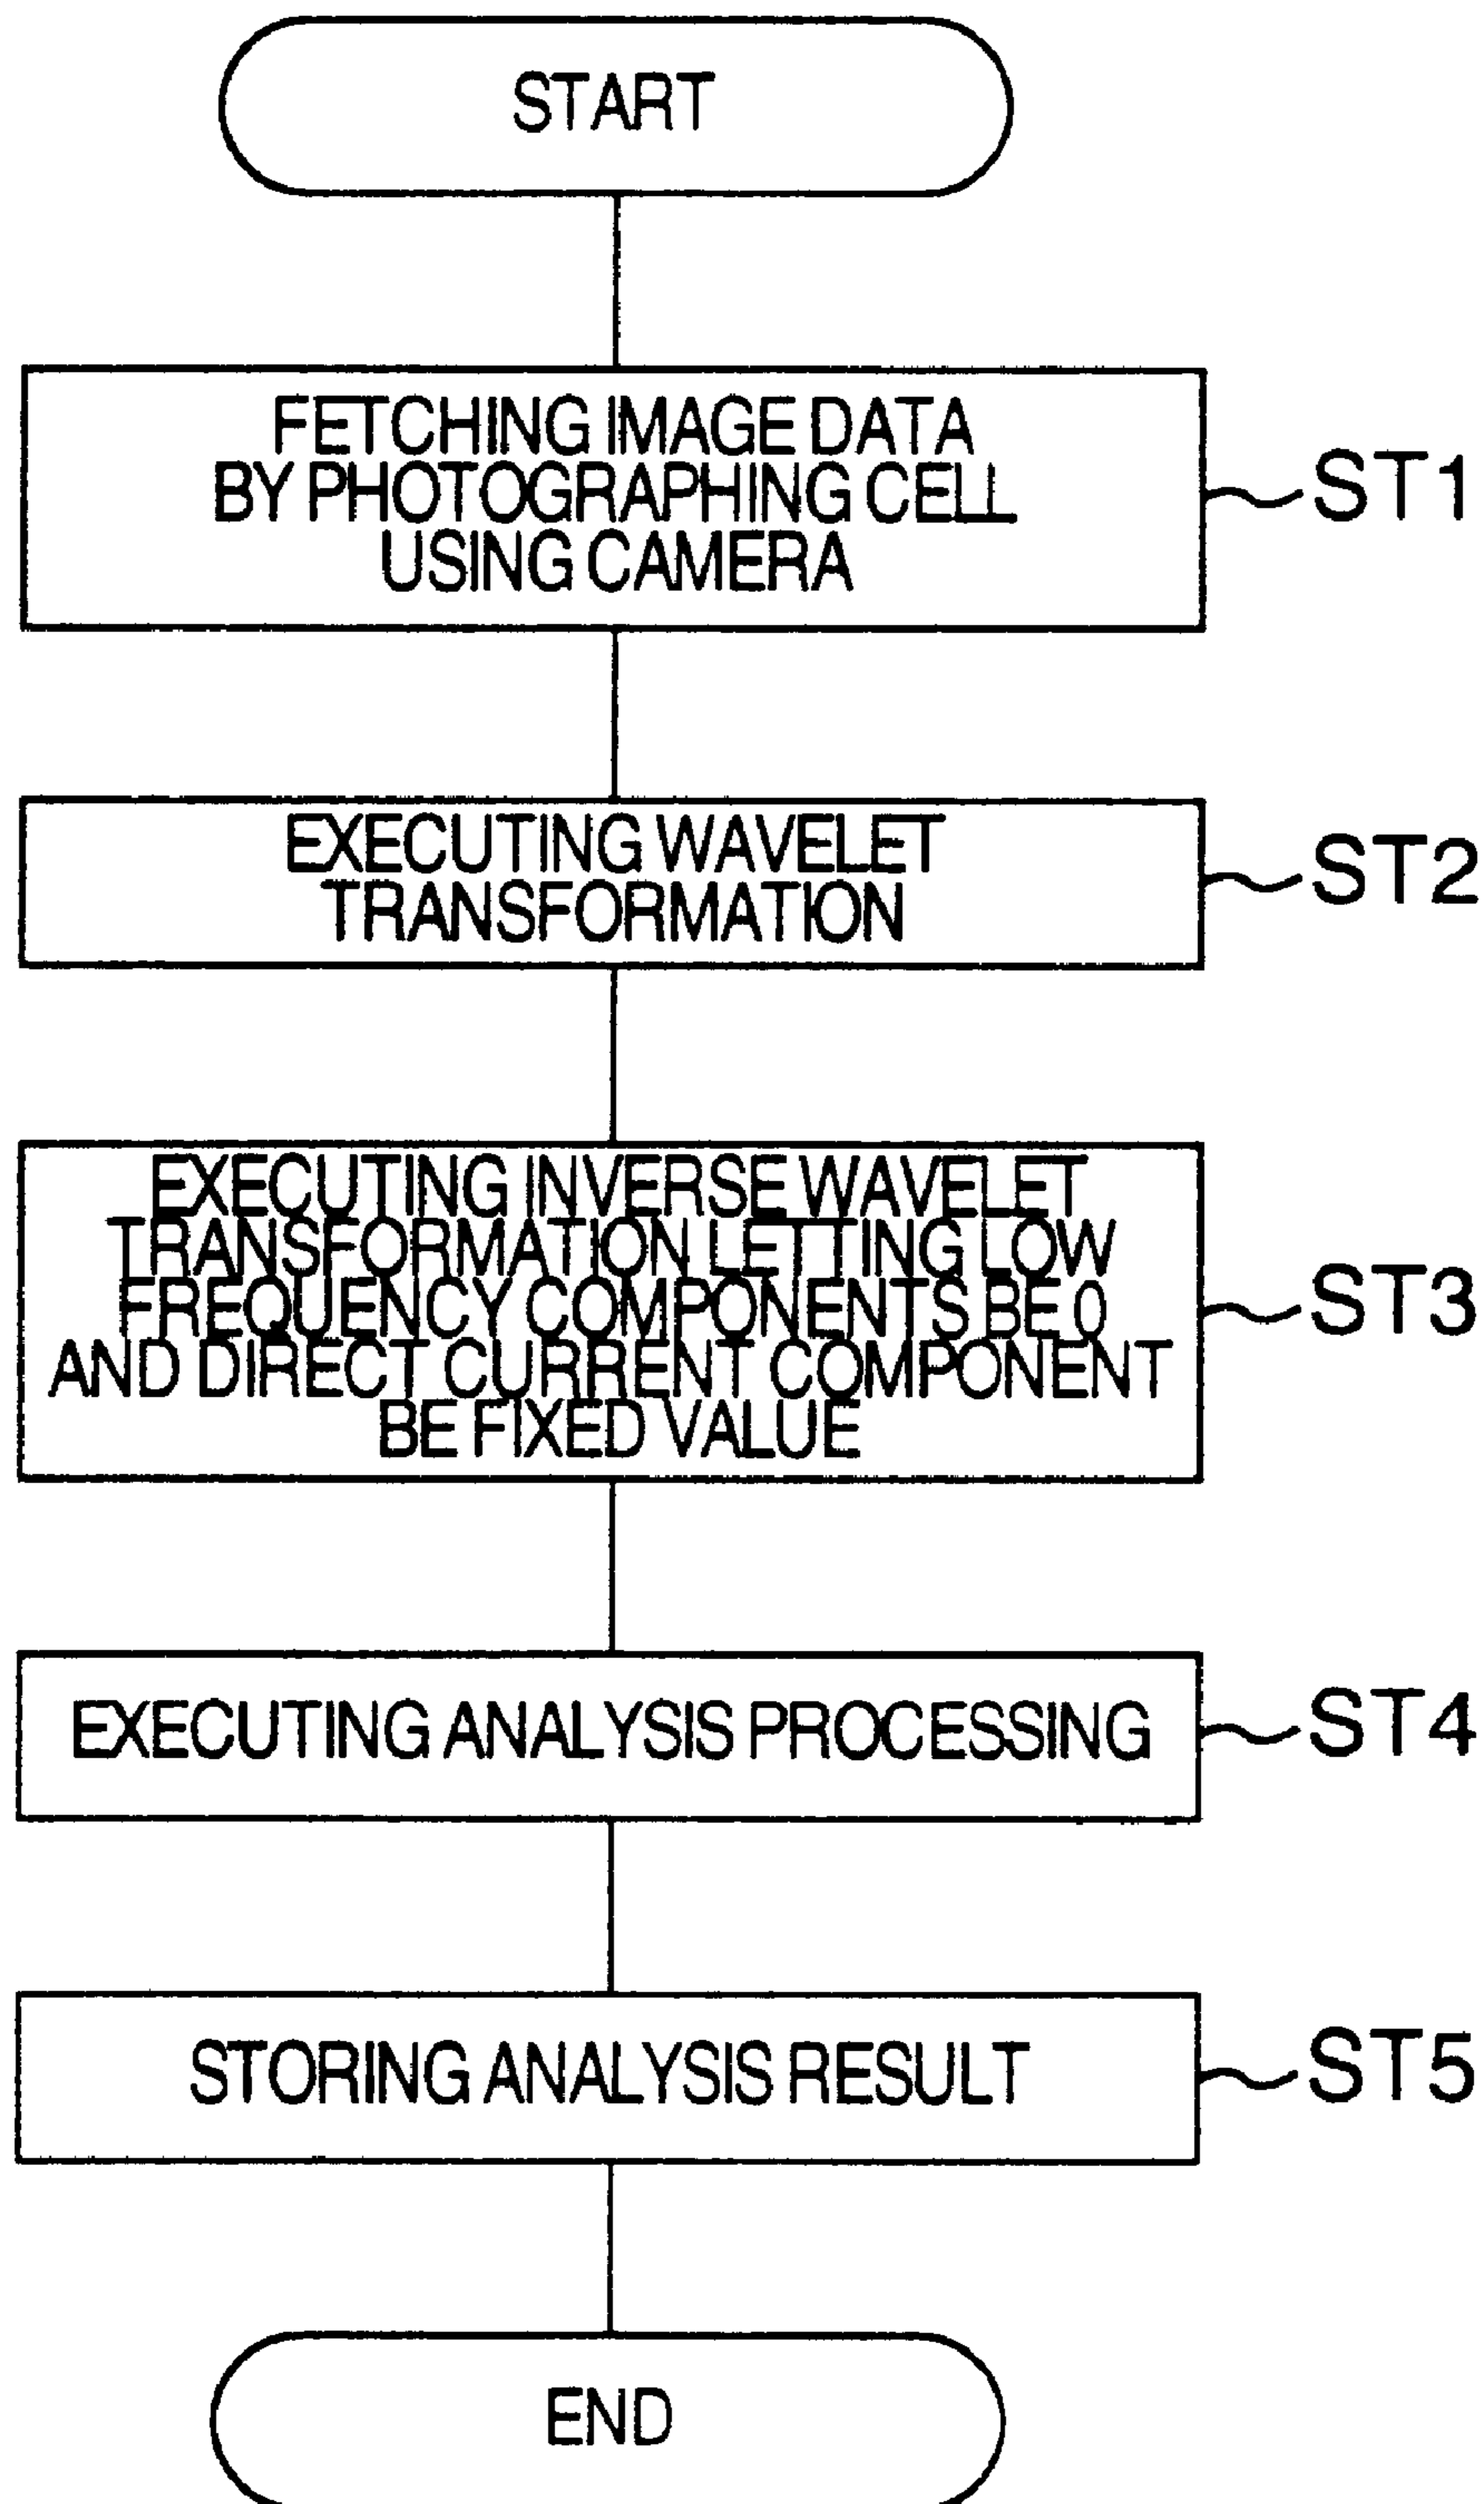 START
FETCHING IMAGE DATA
BY PHOTOGRAPHING CELL
USING CAMERA
ST1
EXECUTING WAVELET
TRANSFORMATION
ST2
EXECUTING INVERSE WAVELET
TRANSFORMATION LETTING LOW
FREQUENCY COMPONENTS BE 0
AND DIRECT CURRENT COMPONENT
BE FIXED VALUE
ST3
EXECUTING ANALYSIS PROCESSING
ST4
STORING ANALYSIS RESULT
ST5
END